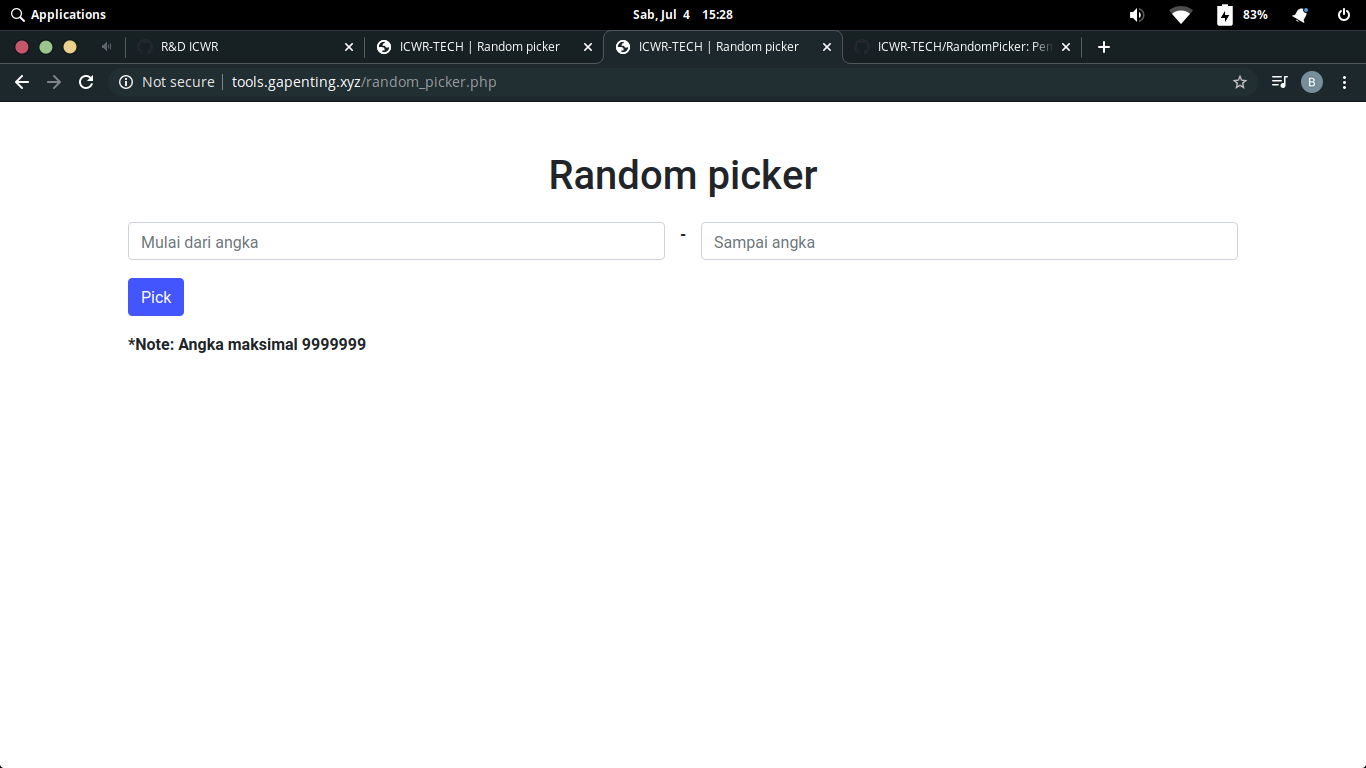 Applications
Sab, Jul 4 15:28
83%
R&D ICWR
ICWR-TECH | Random picker
ICWR-TECH | Random picker
ICWR-TECH/RandomPicker: Pen
Not secure
tools.gapenting.xyz/random_picker.php
B
Random picker
Mulai dari angka
-
Sampai angka
Pick
*Note: Angka maksimal 9999999